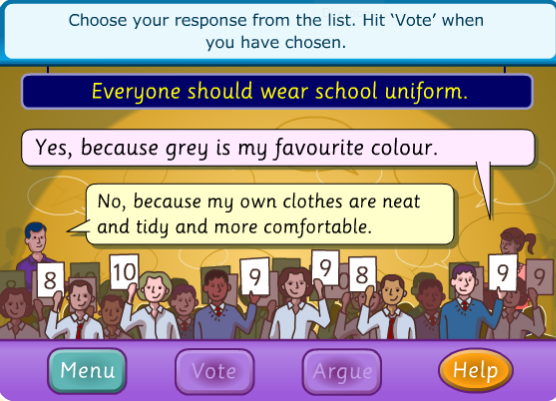 Choose your response from the list. Hit ‘Vote’ when
you have chosen.
Everyone should wear school uniform.
Yes, because grey is my favourite colour.
No, because my own clothes are neat
and tidy and more comfortable.
8
10
9
9
8
9
9
Menu
Vote
Argue
Help